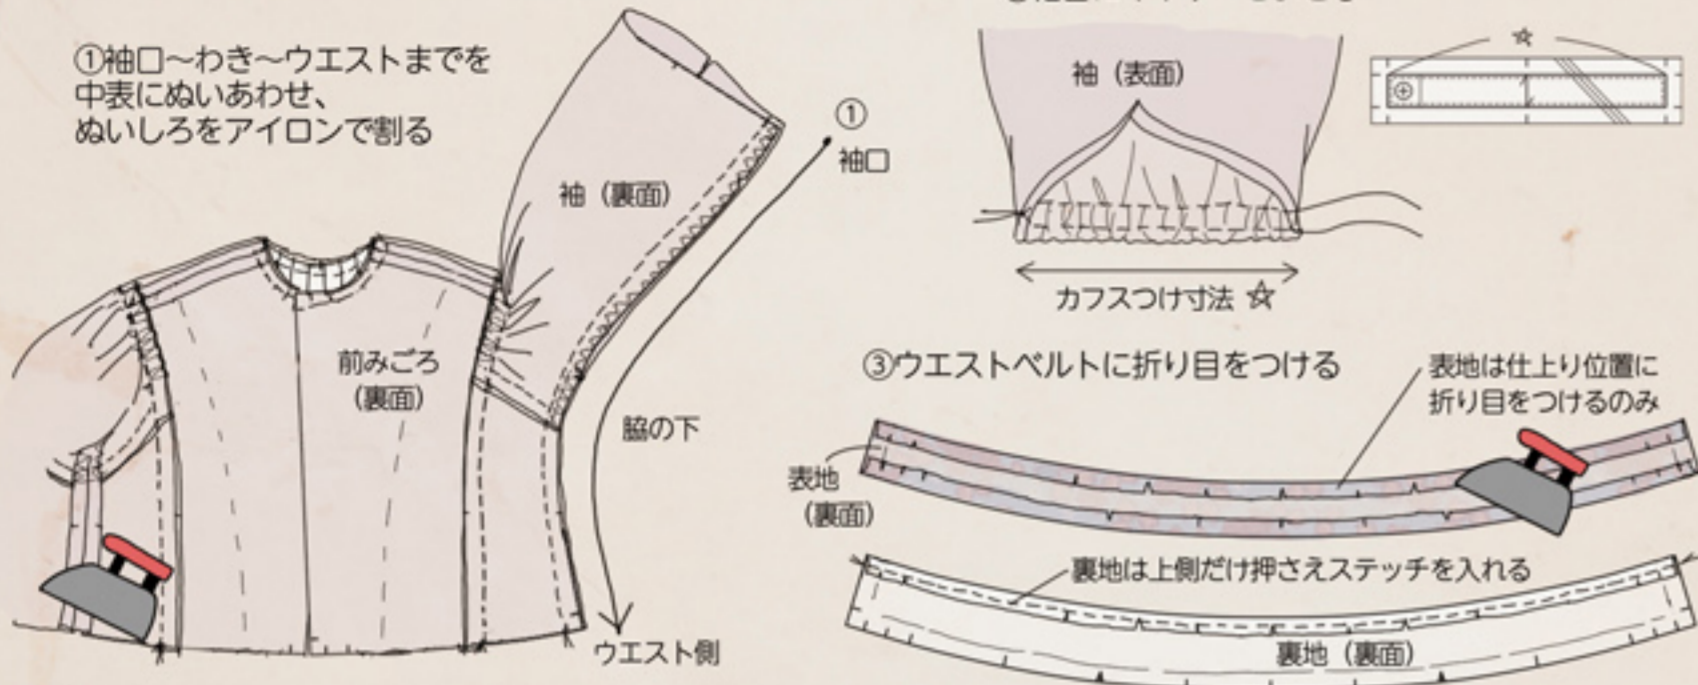 ①袖口～わき～ウエストまでを
中表にぬいあわせ、
ぬいしろをアイロンで割る
袖（裏面）
①
袖口
前みごろ
（裏面）
脇の下
ウエスト側
袖（表面）
☆
カフスつけ寸法 ☆
③ウエストベルトに折り目をつける
表地は仕上り位置に
折り目をつけるのみ
表地
（裏面）
裏地は上側だけ押さえステッチを入れる
裏地（裏面）